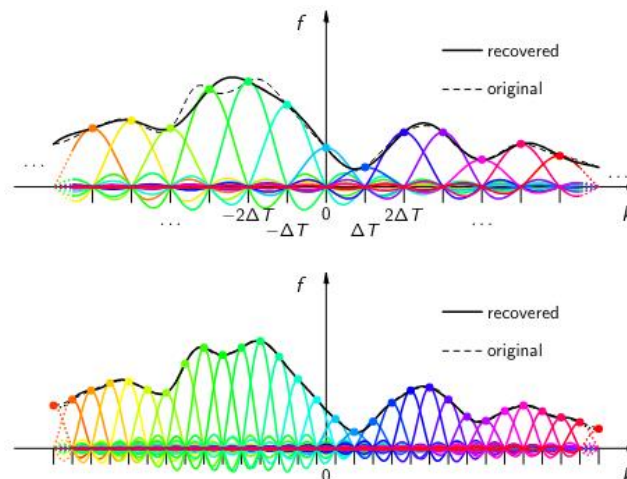 f
recovered
original
...
...
−2ΔT 0 2ΔT
... −ΔT ΔT ...
f
recovered
original
0